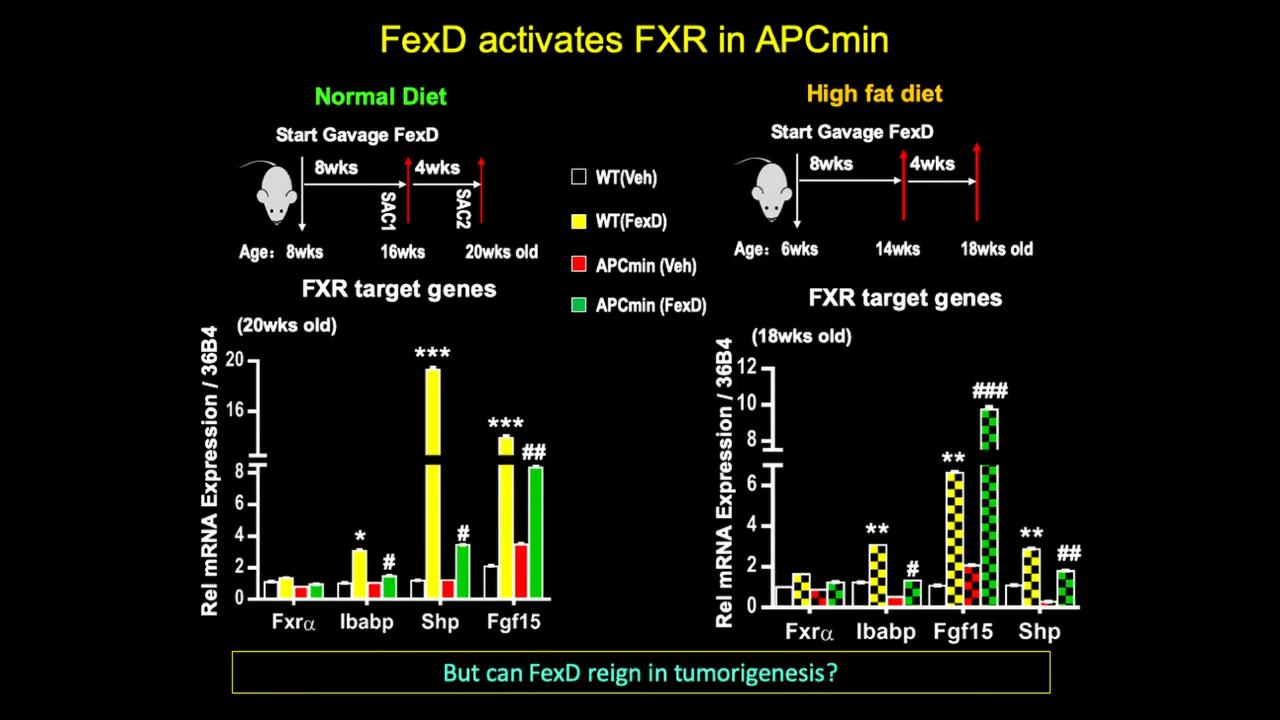 FexD activates FXR in APCmin
Normal Diet
Start Gavage FexD
8wks
4wks
SAC1
SAC2
Age: 8wks
16wks
20wks old
FXR target genes
(20wks old)
Rel mRNA Expression / 36B4
20
16
8
6
4
2
0
***
***
##
*
#
#
Fxrα
Ibabp
Shp
Fgf15
WT(Veh)
WT(FexD)
APCmin (Veh)
APCmin (FexD)
High fat diet
Start Gavage FexD
8wks
4wks
Age: 6wks
14wks
18wks old
FXR target genes
(18wks old)
Rel mRNA Expression / 36B4
12
10
8
6
4
2
0
###
**
**
**
##
#
Fxrα
Ibabp
Fgf15
Shp
But can FexD reign in tumorigenesis?